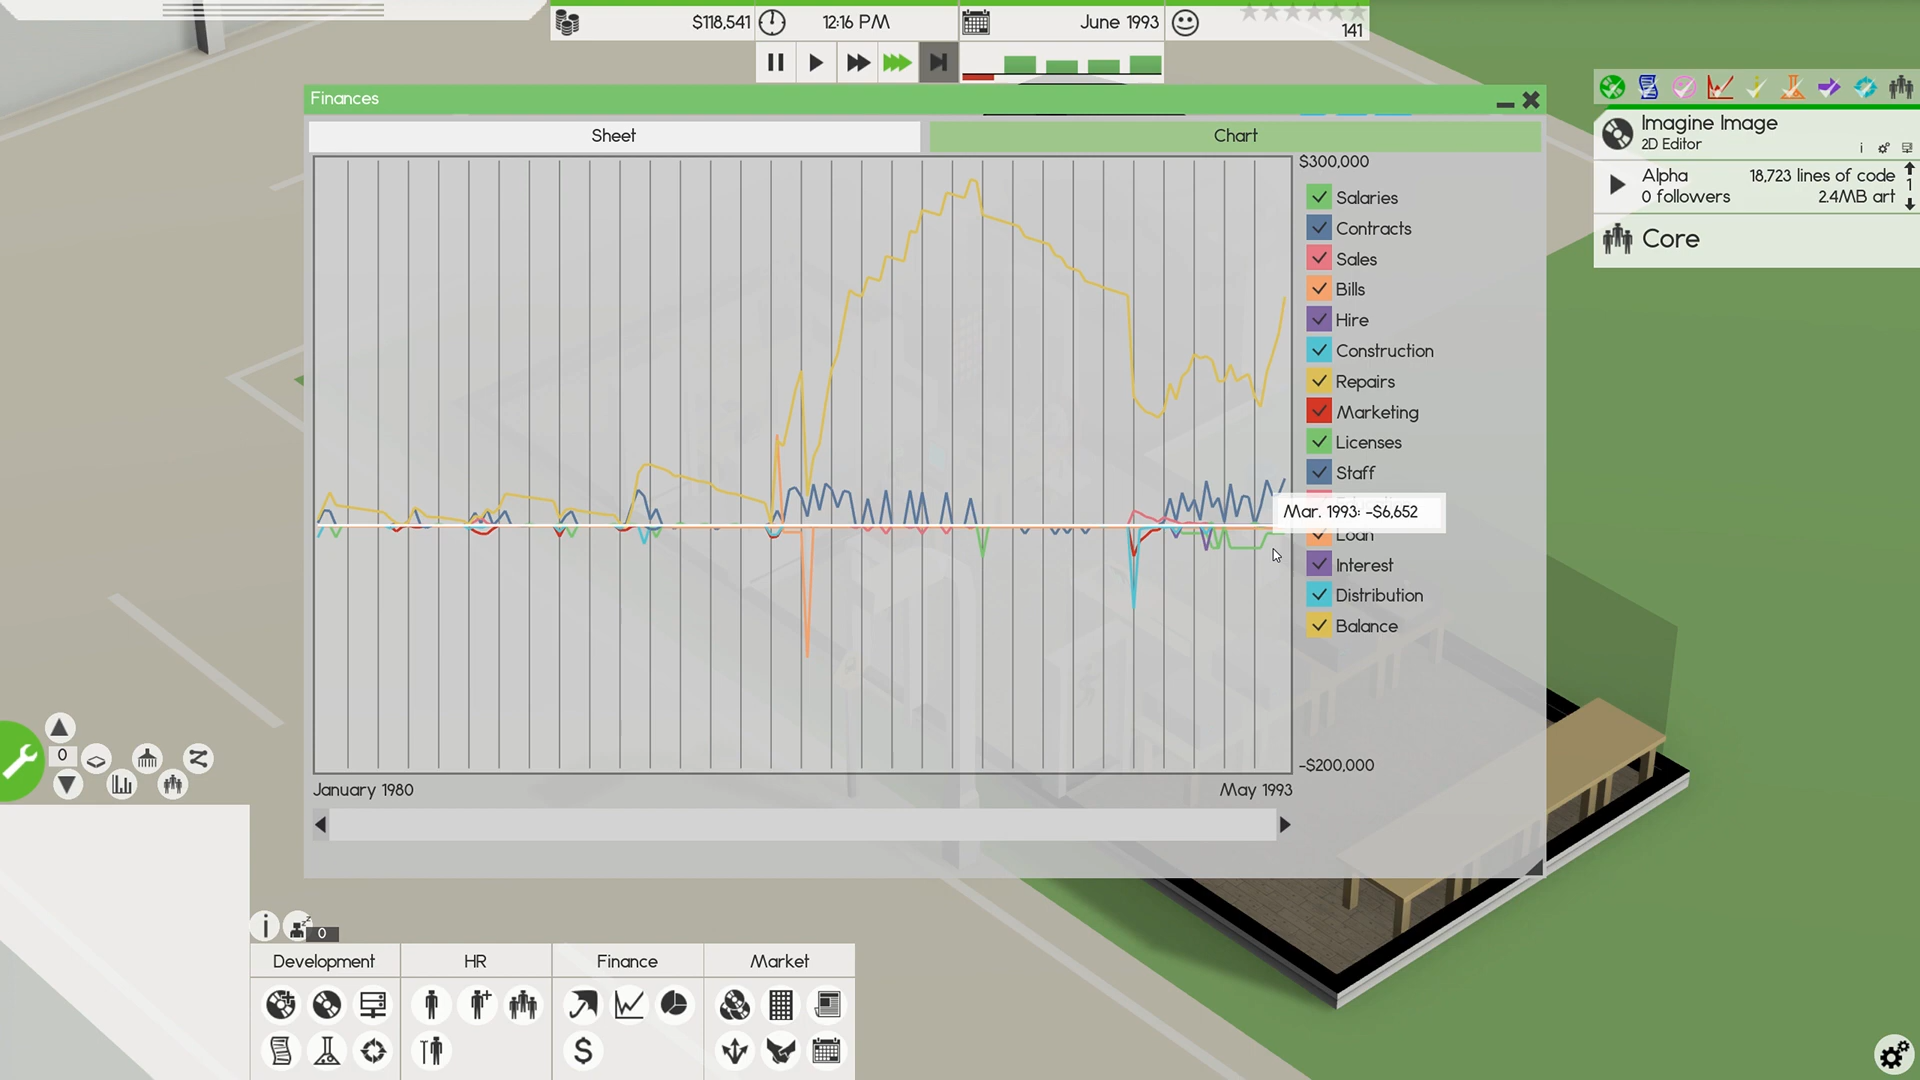 $118,541
12:16 PM
June 1993
141
Finances
Sheet
Chart
$300,000
Salaries
Contracts
Sales
Bills
Hire
Construction
Repairs
Marketing
Licenses
Staff
Mar. 1993: -$6,652
Loan
Interest
Distribution
Balance
-$200,000
January 1980
May 1993
Imagine Image
2D Editor
i
Alpha
18,723 lines of code
0 followers
2.4MB art
1
Core
0
i
0
Development
HR
Finance
Market